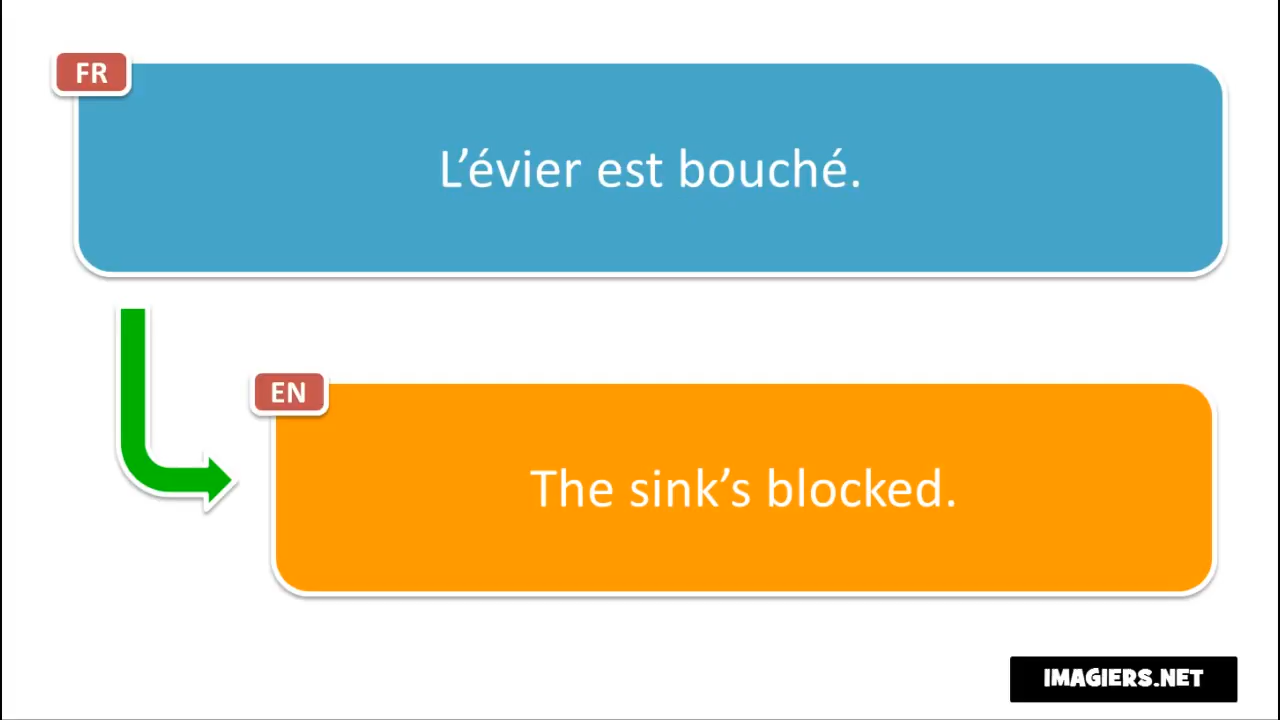 FR
L’évier est bouché.
EN
The sink’s blocked.
IMAGIERS.NET